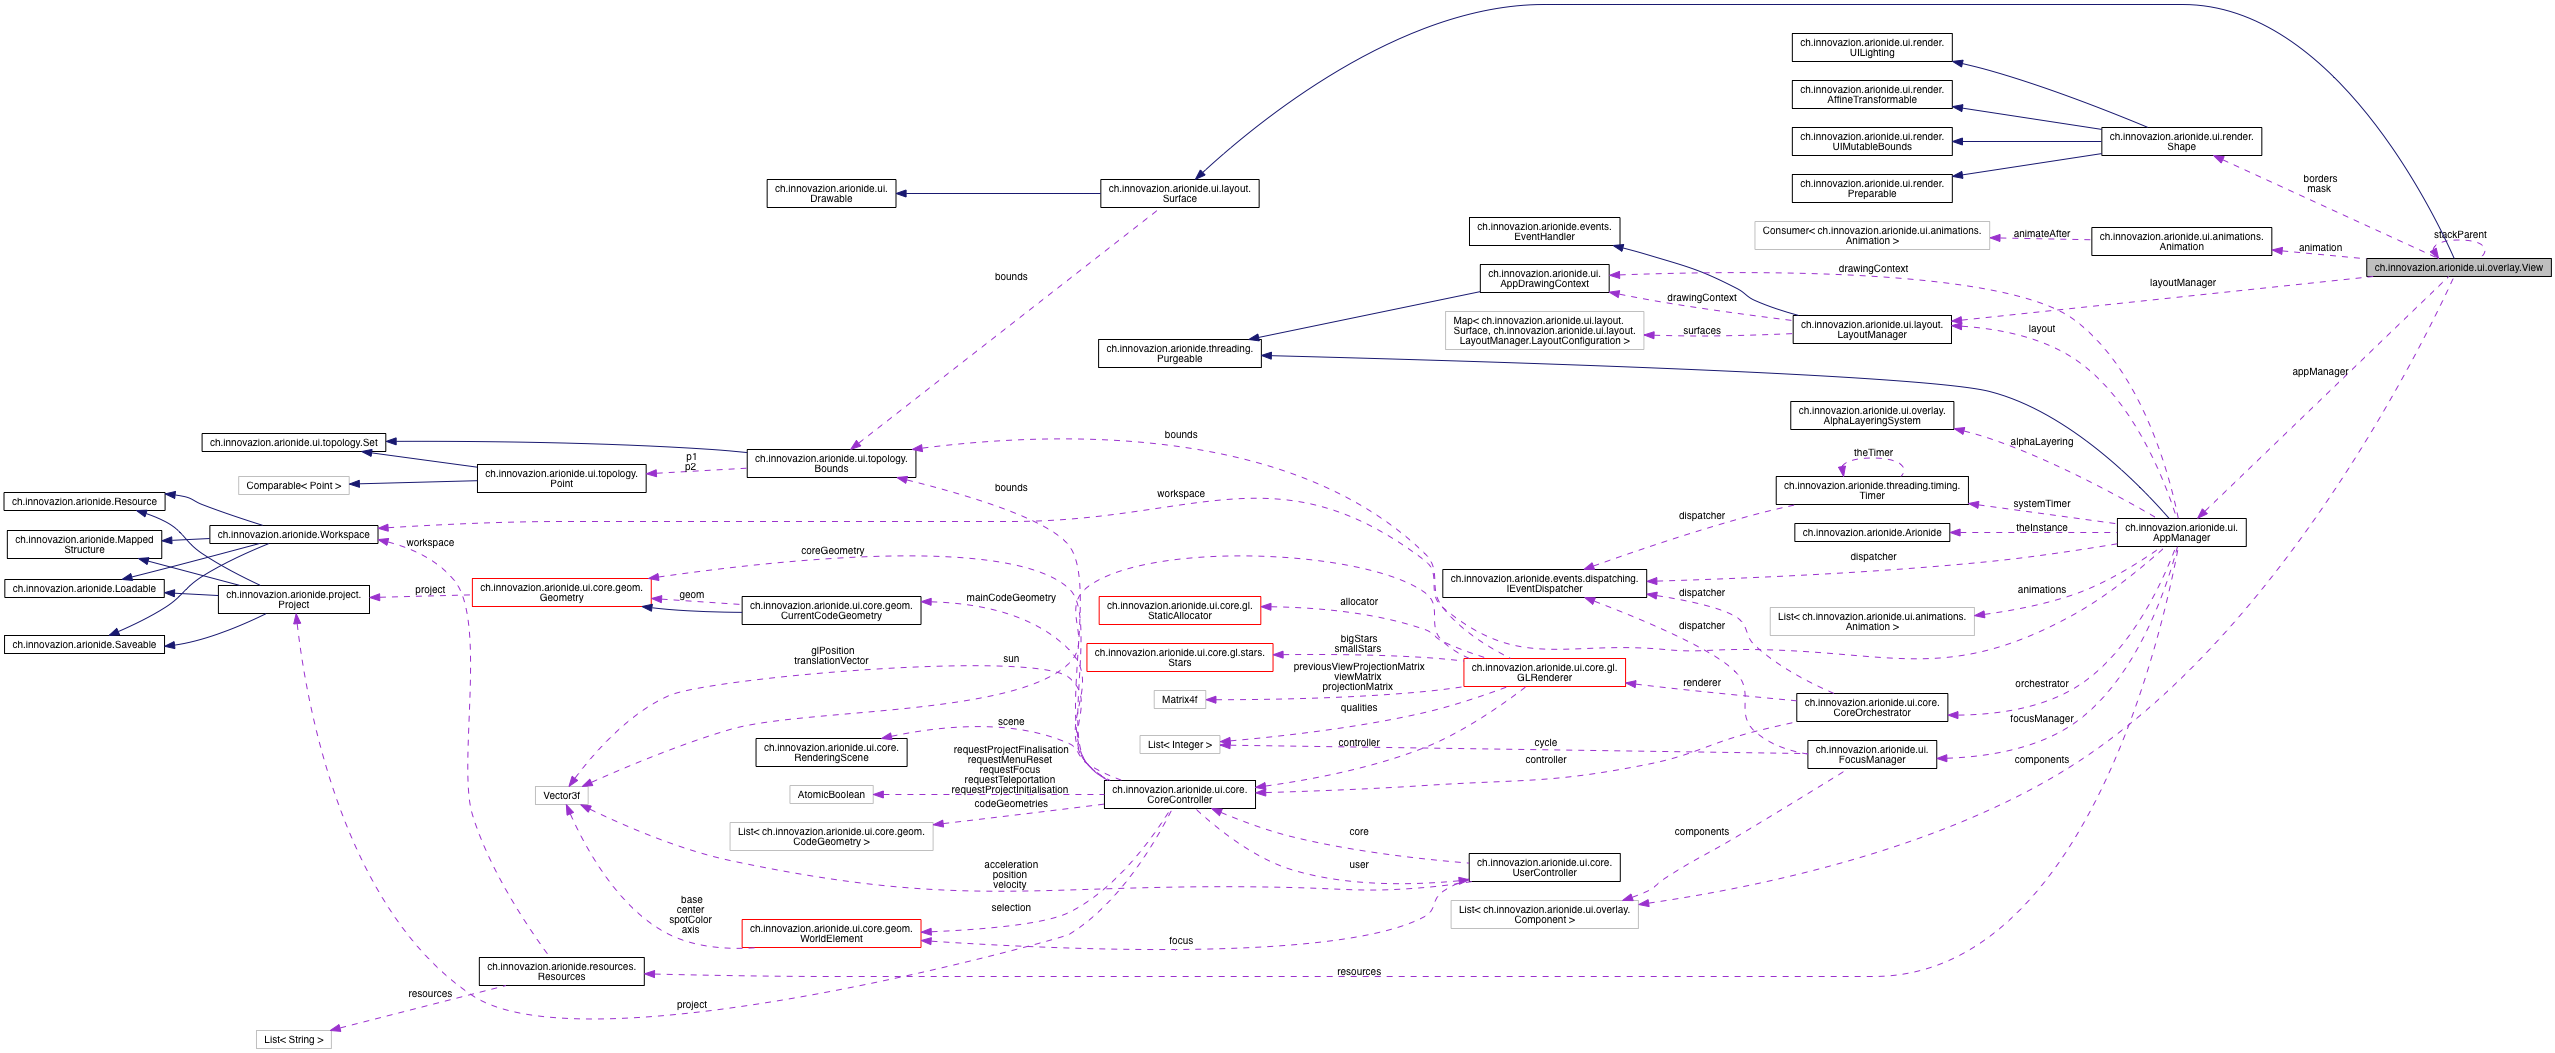 ch.innovazion.arionide.ui.render.
UILighting
ch.innovazion.arionide.ui.render.
AffineTransformable
ch.innovazion.arionide.ui.render.
UIMutableBounds
ch.innovazion.arionide.ui.render.
Shape
ch.innovazion.arionide.ui.render.
Preparable
borders
mask
ch.innovazion.arionide.ui.
Drawable
ch.innovazion.arionide.ui.layout.
Surface
ch.innovazion.arionide.events.
EventHandler
Consumer< ch.innovazion.arionide.ui.animations.
Animation >
animateAfter
ch.innovazion.arionide.ui.animations.
Animation
animation
stackParent
ch.innovazion.arionide.ui.overlay.View
bounds
ch.innovazion.arionide.ui.
AppDrawingContext
drawingContext
drawingContext
layoutManager
Map< ch.innovazion.arionide.ui.layout.
Surface, ch.innovazion.arionide.ui.layout.
LayoutManager.LayoutConfiguration >
surfaces
ch.innovazion.arionide.ui.layout.
LayoutManager
layout
ch.innovazion.arionide.threading.
Purgeable
appManager
ch.innovazion.arionide.ui.overlay.
AlphaLayeringSystem
alphaLayering
ch.innovazion.arionide.ui.topology.Set
bounds
ch.innovazion.arionide.ui.topology.
Bounds
p1
p2
ch.innovazion.arionide.ui.topology.
Point
Comparable< Point >
theTimer
ch.innovazion.arionide.threading.timing.
Timer
systemTimer
bounds
workspace
ch.innovazion.arionide.Resource
ch.innovazion.arionide.Workspace
ch.innovazion.arionide.Mapped
Structure
workspace
dispatcher
ch.innovazion.arionide.Arionide
theInstance
ch.innovazion.arionide.ui.
AppManager
coreGeometry
dispatcher
ch.innovazion.arionide.events.dispatching.
IEventDispatcher
ch.innovazion.arionide.Loadable
ch.innovazion.arionide.project.
Project
project
ch.innovazion.arionide.ui.core.geom.
Geometry
geom
ch.innovazion.arionide.ui.core.geom.
CurrentCodeGeometry
mainCodeGeometry
ch.innovazion.arionide.ui.core.gl.
StaticAllocator
allocator
dispatcher
animations
List< ch.innovazion.arionide.ui.animations.
Animation >
dispatcher
ch.innovazion.arionide.Saveable
glPosition
translationVector
sun
ch.innovazion.arionide.ui.core.gl.stars.
Stars
bigStars
smallStars
previousViewProjectionMatrix
viewMatrix
projectionMatrix
ch.innovazion.arionide.ui.core.gl.
GLRenderer
renderer
orchestrator
Matrix4f
qualities
ch.innovazion.arionide.ui.core.
CoreOrchestrator
focusManager
scene
ch.innovazion.arionide.ui.core.
RenderingScene
List< Integer >
controller
cycle
controller
ch.innovazion.arionide.ui.
FocusManager
components
requestProjectFinalisation
requestMenuReset
requestFocus
requestTeleportation
requestProjectInitialisation
Vector3f
AtomicBoolean
codeGeometries
ch.innovazion.arionide.ui.core.
CoreController
List< ch.innovazion.arionide.ui.core.geom.
CodeGeometry >
core
components
acceleration
position
velocity
user
ch.innovazion.arionide.ui.core.
UserController
base
center
spotColor
axis
selection
List< ch.innovazion.arionide.ui.overlay.
Component >
ch.innovazion.arionide.ui.core.geom.
WorldElement
focus
ch.innovazion.arionide.resources.
Resources
resources
resources
project
List< String >